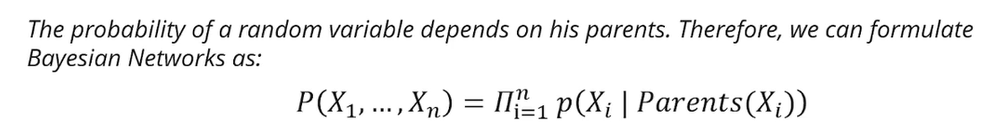 The probability of a random variable depends on his parents. Therefore, we can formulate
Bayesian Networks as:
P(X₁, …, Xₙ) = Πⁿᵢ₌₁ p(Xᵢ | Parents(Xᵢ))